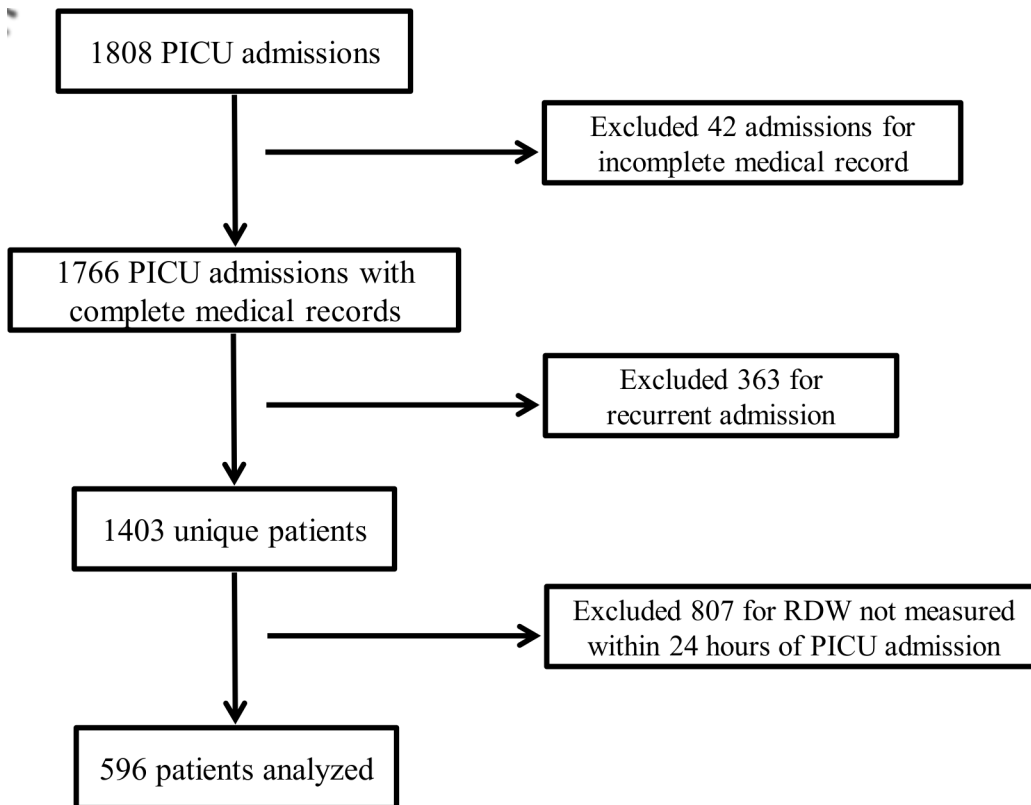 1808 PICU admissions
Excluded 42 admissions for
incomplete medical record
1766 PICU admissions with
complete medical records
Excluded 363 for
recurrent admission
1403 unique patients
Excluded 807 for RDW not measured
within 24 hours of PICU admission
596 patients analyzed